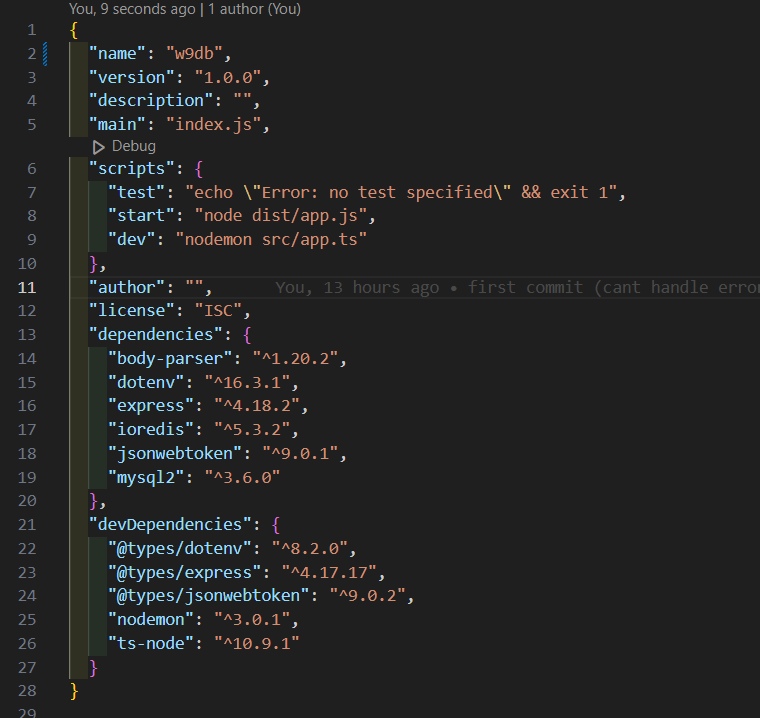 You, 9 seconds ago | 1 author (You)
1 {
2 "name": "w9db",
3 "version": "1.0.0",
4 "description": "",
5 "main": "index.js",
Debug
6 "scripts": {
7 "test": "echo \"Error: no test specified\" && exit 1",
8 "start": "node dist/app.js",
9 "dev": "nodemon src/app.ts"
10 },
11 "author": "", You, 13 hours ago • first commit (cant handle error
12 "license": "ISC",
13 "dependencies": {
14 "body-parser": "^1.20.2",
15 "dotenv": "^16.3.1",
16 "express": "^4.18.2",
17 "ioredis": "^5.3.2",
18 "jsonwebtoken": "^9.0.1",
19 "mysql2": "^3.6.0"
20 },
21 "devDependencies": {
22 "@types/dotenv": "^8.2.0",
23 "@types/express": "^4.17.17",
24 "@types/jsonwebtoken": "^9.0.2",
25 "nodemon": "^3.0.1",
26 "ts-node": "^10.9.1"
27 }
28 }
29